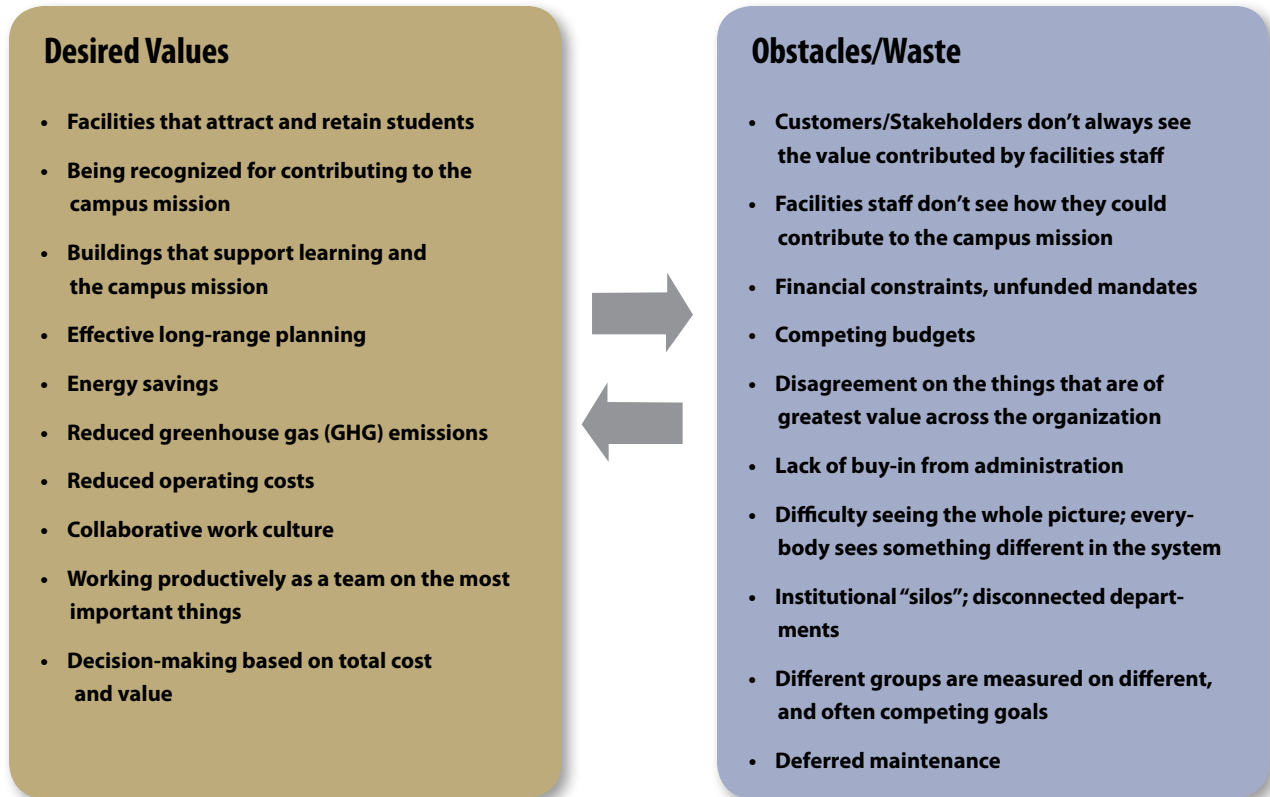 Desired Values
• Facilities that attract and retain students
• Being recognized for contributing to the
campus mission
• Buildings that support learning and
the campus mission
• Effective long-range planning
• Energy savings
• Reduced greenhouse gas (GHG) emissions
• Reduced operating costs
• Collaborative work culture
• Working productively as a team on the most
important things
• Decision-making based on total cost
and value
Obstacles/Waste
• Customers/Stakeholders don’t always see
the value contributed by facilities staff
• Facilities staff don’t see how they could
contribute to the campus mission
• Financial constraints, unfunded mandates
• Competing budgets
• Disagreement on the things that are of
greatest value across the organization
• Lack of buy-in from administration
• Difficulty seeing the whole picture; every-
body sees something different in the system
• Institutional “silos”; disconnected depart-
ments
• Different groups are measured on different,
and often competing goals
• Deferred maintenance